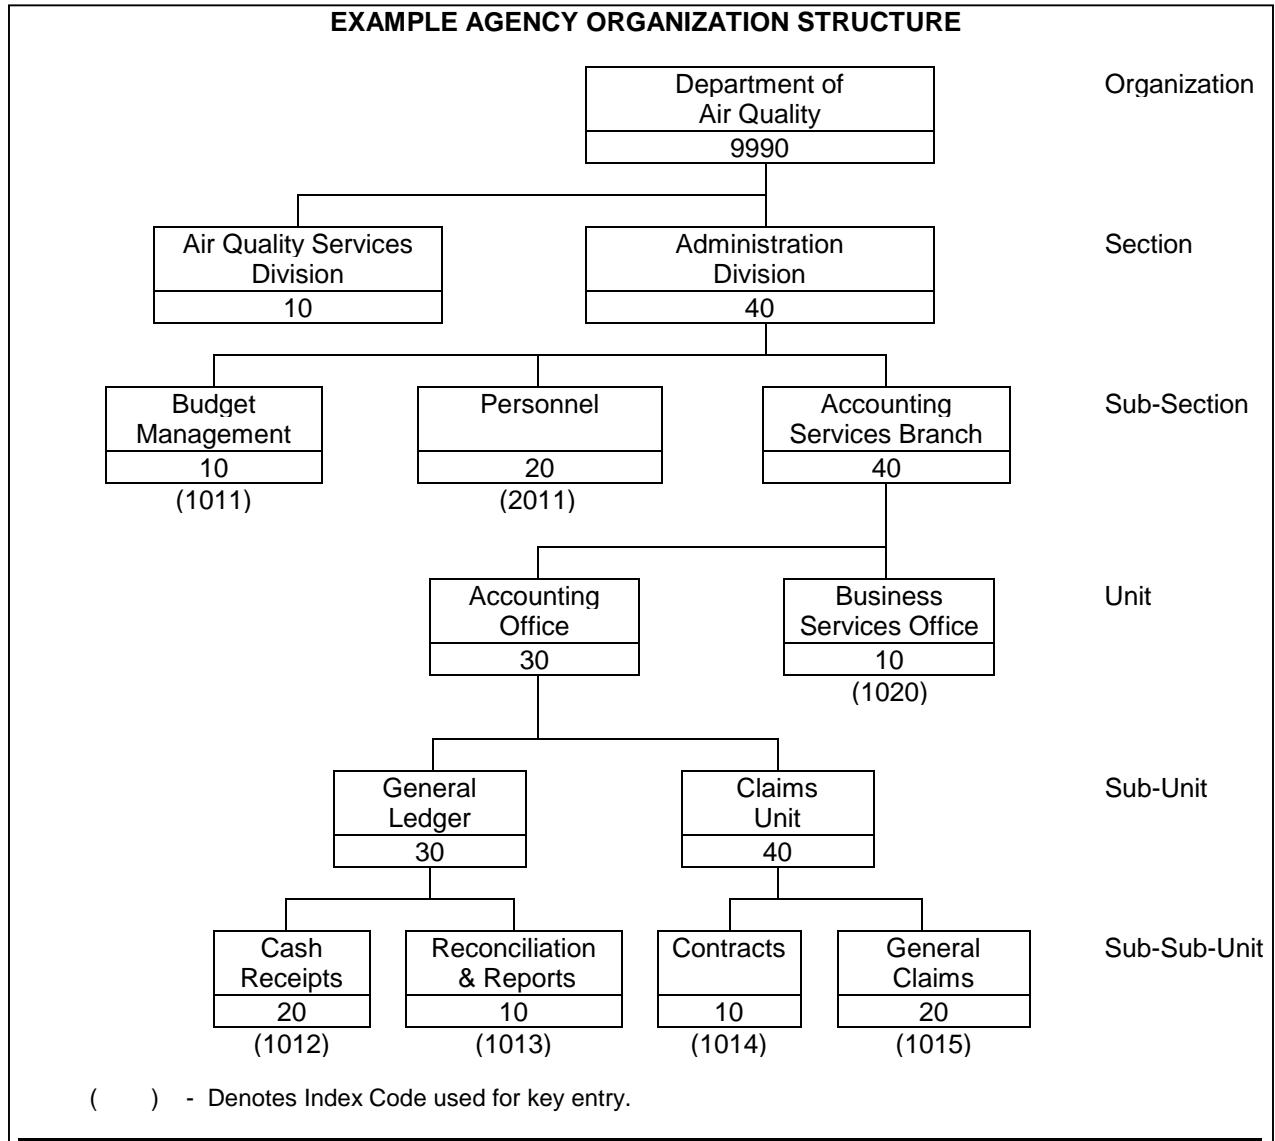 EXAMPLE AGENCY ORGANIZATION STRUCTURE
Department of
Air Quality
9990
Organization
Air Quality Services
Division
10
Administration
Division
40
Section
Budget
Management
10
(1011)
Personnel
20
(2011)
Accounting
Services Branch
40
Sub-Section
Accounting
Office
30
Business
Services Office
10
(1020)
Unit
General
Ledger
30
Claims
Unit
40
Sub-Unit
Cash
Receipts
20
(1012)
Reconciliation
& Reports
10
(1013)
Contracts
10
(1014)
General
Claims
20
(1015)
Sub-Sub-Unit
( ) - Denotes Index Code used for key entry.